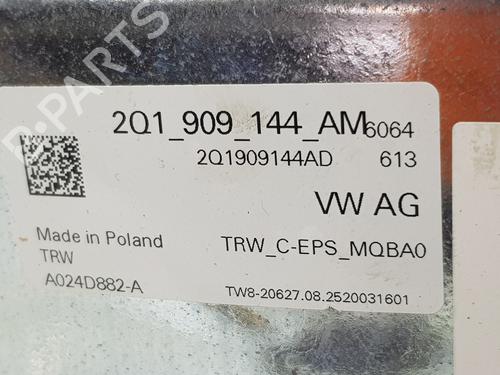 2Q1_909_144_AM 6064
2Q1909144AD 613
VW AG
Made in Poland
TRW
TRW_C-EPS_MQBA0
A024D882-A
TW8-20627.08.2520031601
B-PARTS